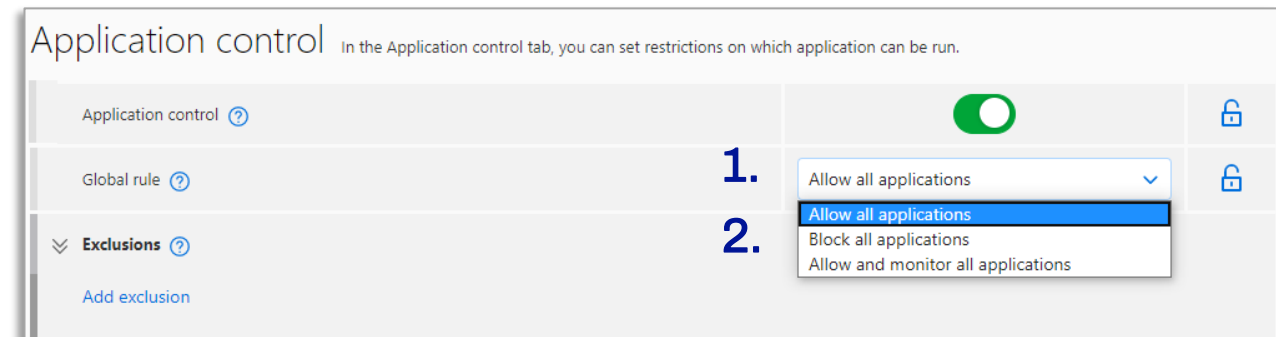 Application control In the Application control tab, you can set restrictions on which application can be run.
Application control ?
Global rule ? 1. Allow all applications
Allow all applications
Exclusions ? 2. Block all applications
Allow and monitor all applications
Add exclusion